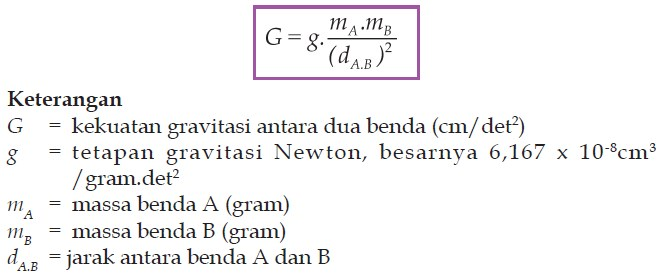 G = g. m_A.m_B / (d_A.B)²
Keterangan
G = kekuatan gravitasi antara dua benda (cm/det²)
g = tetapan gravitasi Newton, besarnya 6,167 x 10⁻⁸cm³
/gram.det²
m_A = massa benda A (gram)
m_B = massa benda B (gram)
d_A.B = jarak antara benda A dan B